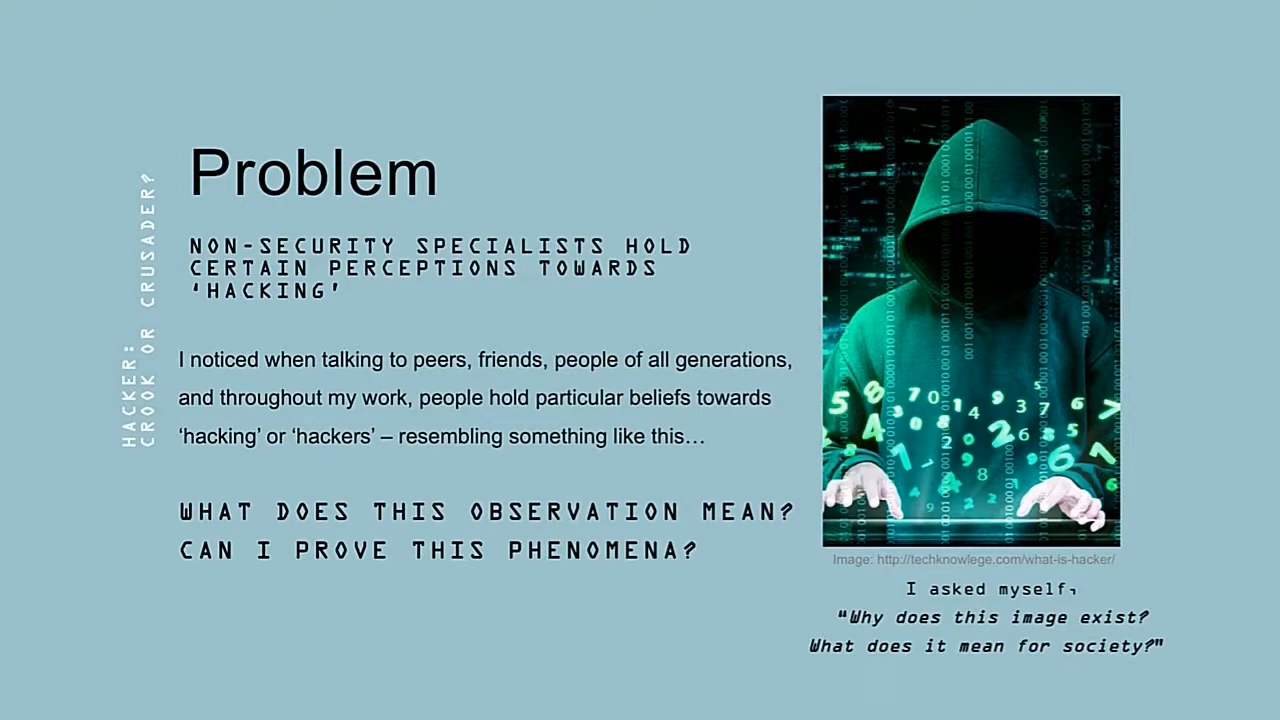 HACKER:
CROOK OR CRUSADER?
Problem
NON-SECURITY SPECIALISTS HOLD
CERTAIN PERCEPTIONS TOWARDS
‘HACKING’
I noticed when talking to peers, friends, people of all generations,
and throughout my work, people hold particular beliefs towards
‘hacking’ or ‘hackers’ – resembling something like this…
WHAT DOES THIS OBSERVATION MEAN?
CAN I PROVE THIS PHENOMENA?
Image: http://techknowlege.com/what-is-hacker/
I asked myself,
“Why does this image exist?
What does it mean for society?”